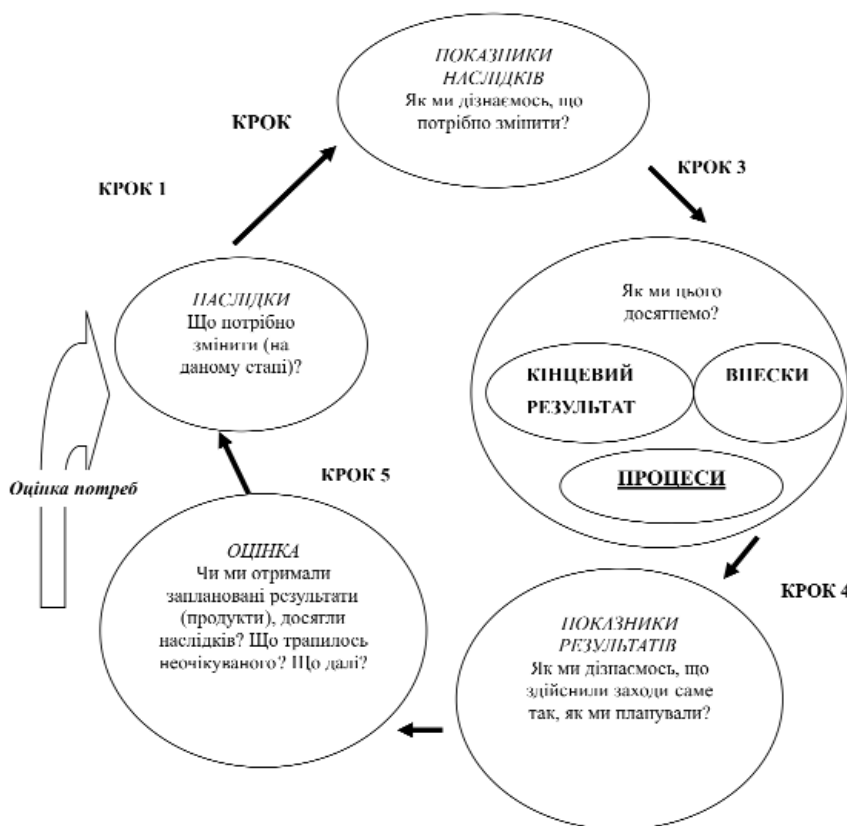 ПОКАЗНИКИ
НАСЛІДКІВ
Як ми дізнаємось, що
потрібно змінити?
КРОК
КРОК 3
КРОК 1
НАСЛІДКИ
Що потрібно
змінити (на
даному етапі)?
Як ми цього
досягнемо?
КІНЦЕВИЙ
РЕЗУЛЬТАТ
ВНЕСКИ
ПРОЦЕСИ
Оцінка потреб
КРОК 5
ОЦІНКА
Чи ми отримали
заплановані результати
(продукти), досягли
наслідків? Що трапилось
неочікуваного? Що далі?
КРОК 4
ПОКАЗНИКИ
РЕЗУЛЬТАТІВ
Як ми дізнаємось, що
здійснили заходи саме
так, як ми планували?